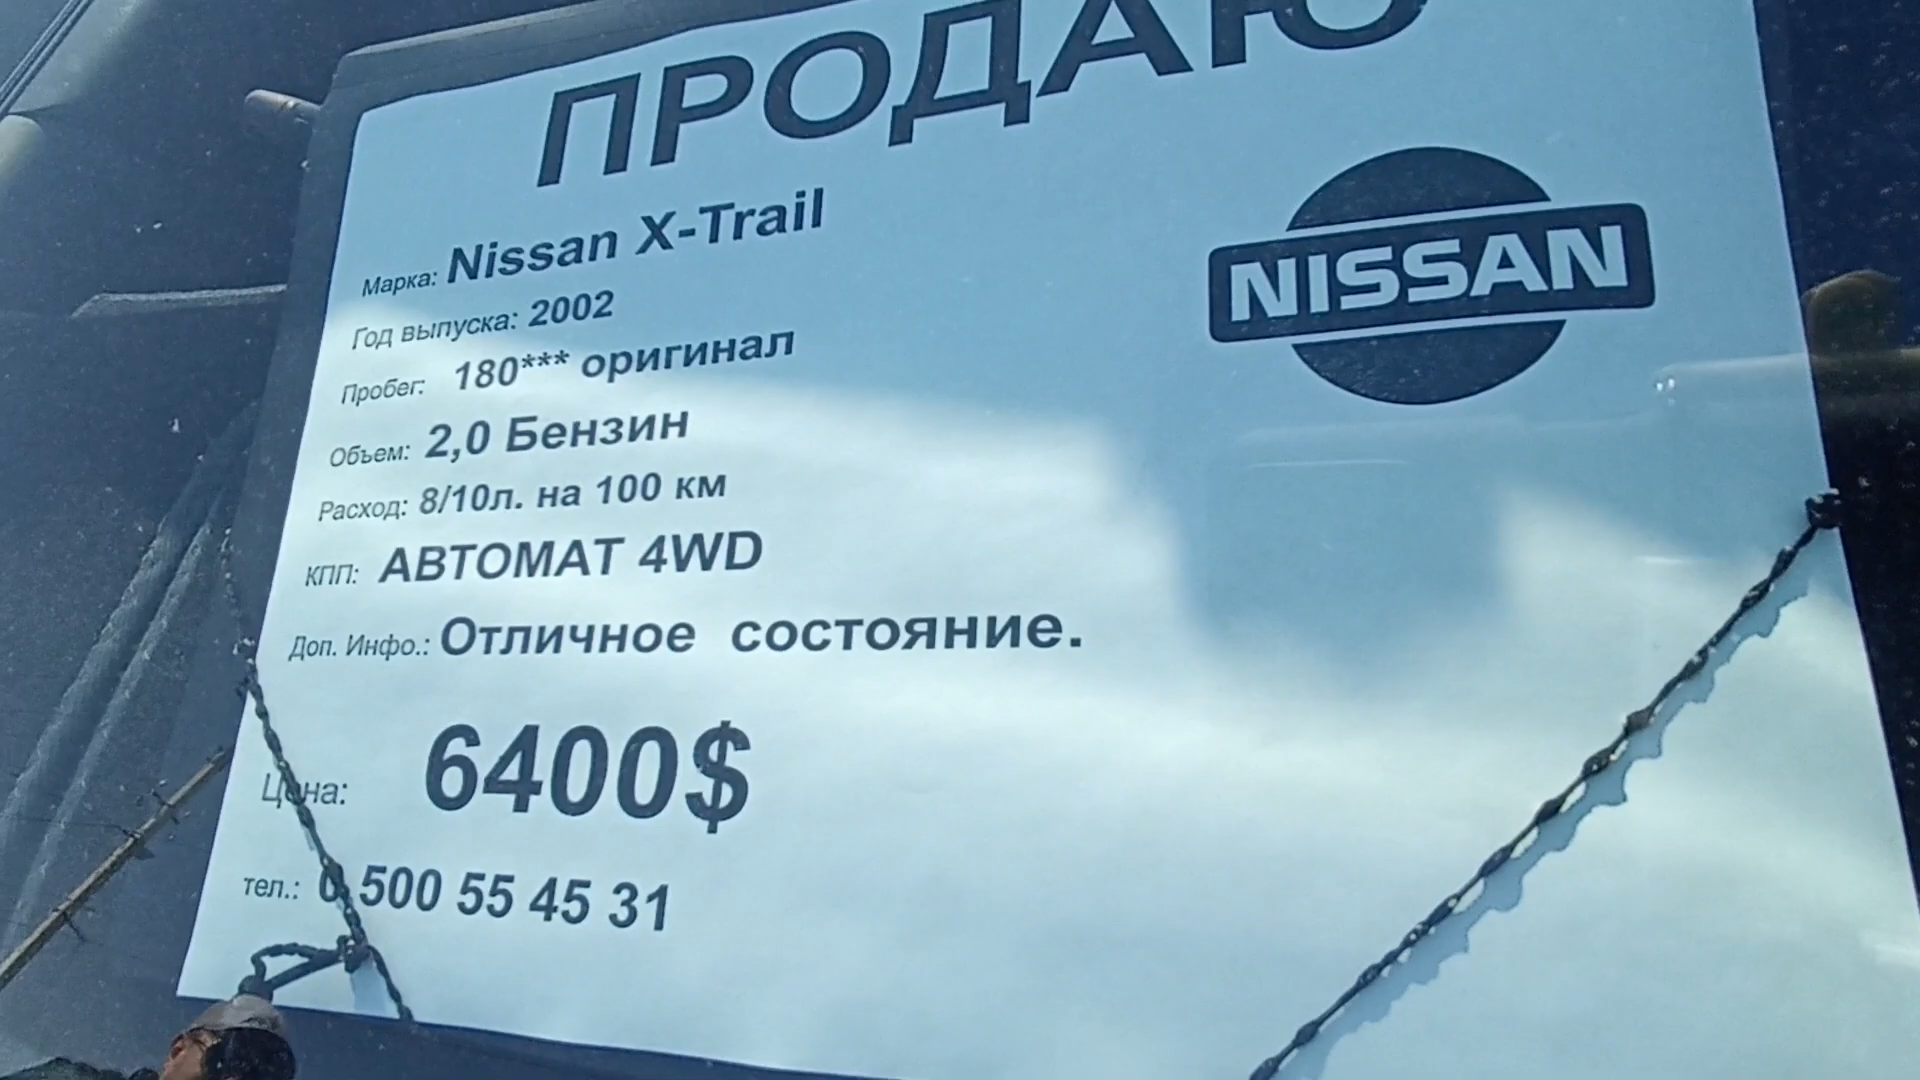 ПРОДАЮ
Марка: Nissan X-Trail
NISSAN
Год выпуска: 2002
Пробег: 180*** оригинал
Объем: 2,0 Бензин
Расход: 8/10л. на 100 км
КПП: АВТОМАТ 4WD
Доп. Инфо.: Отличное состояние.
Цена: 6400$
тел.: 0 500 55 45 31